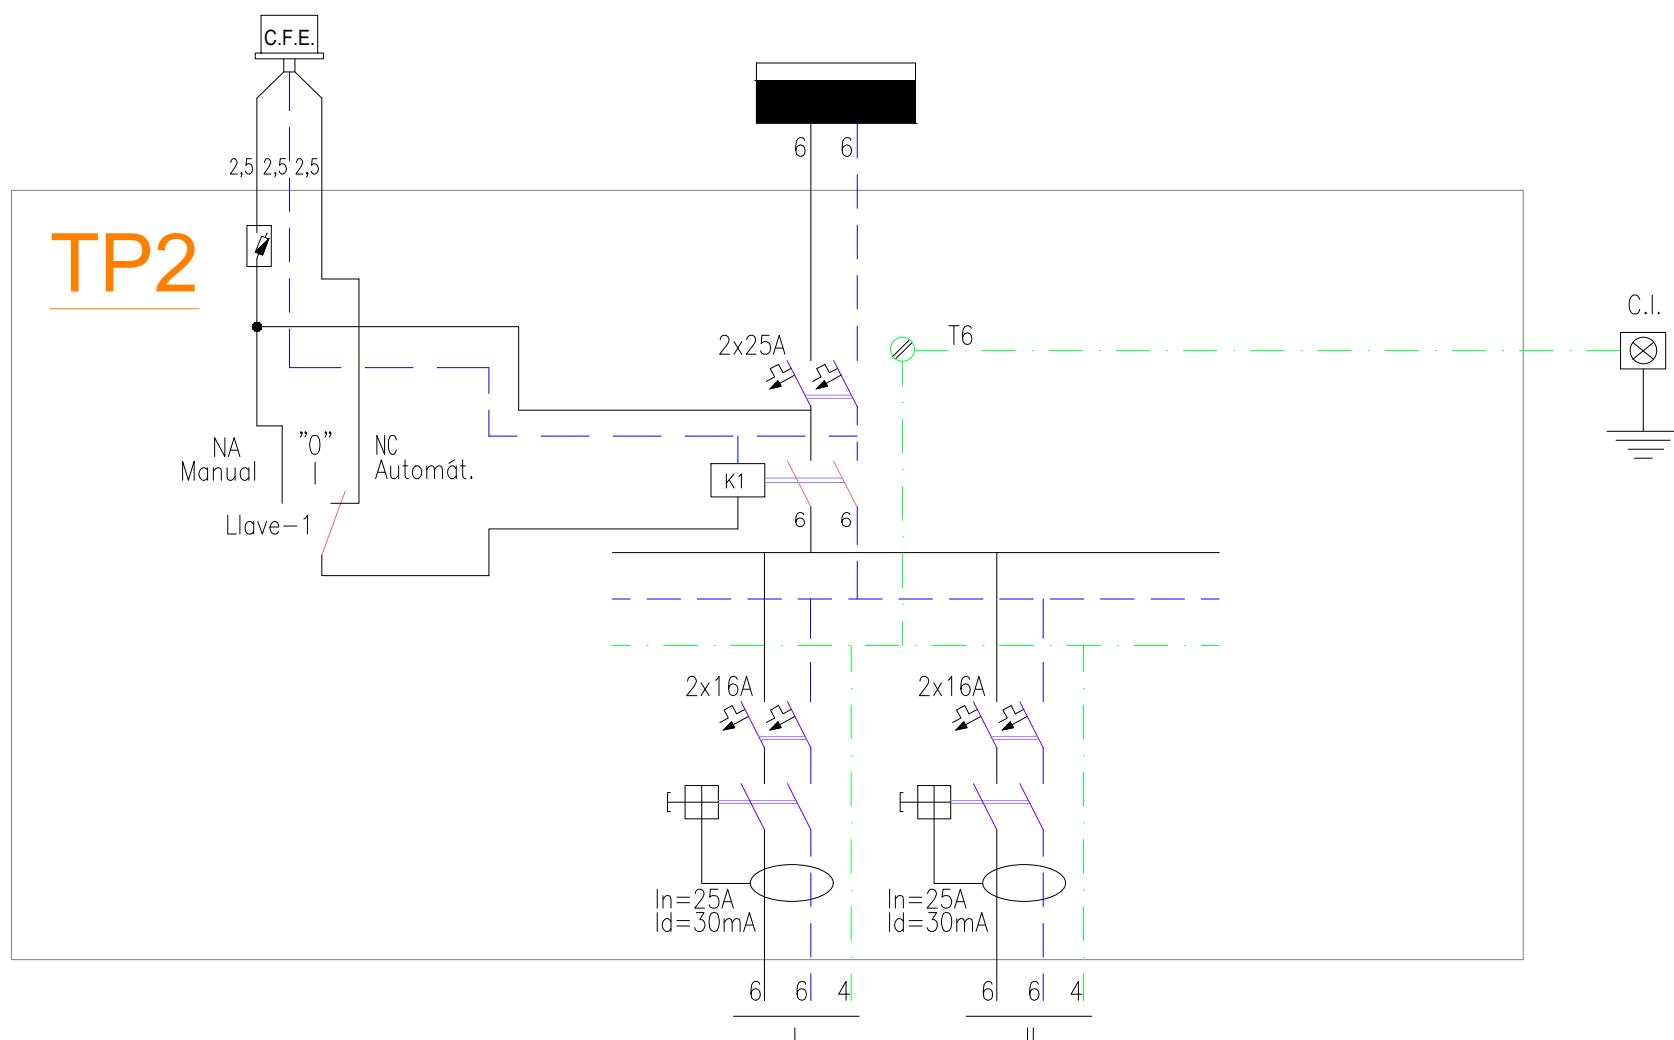 C.F.E.
6 6
2,5 2,5 2,5
TP2
C.I.
T6
2x25A
NA
Manual
"0"
NC
Automát.
K1
Llave-1
6 6
2x16A 2x16A
In=25A
Id=30mA
In=25A
Id=30mA
6 6 4 6 6 4
I II